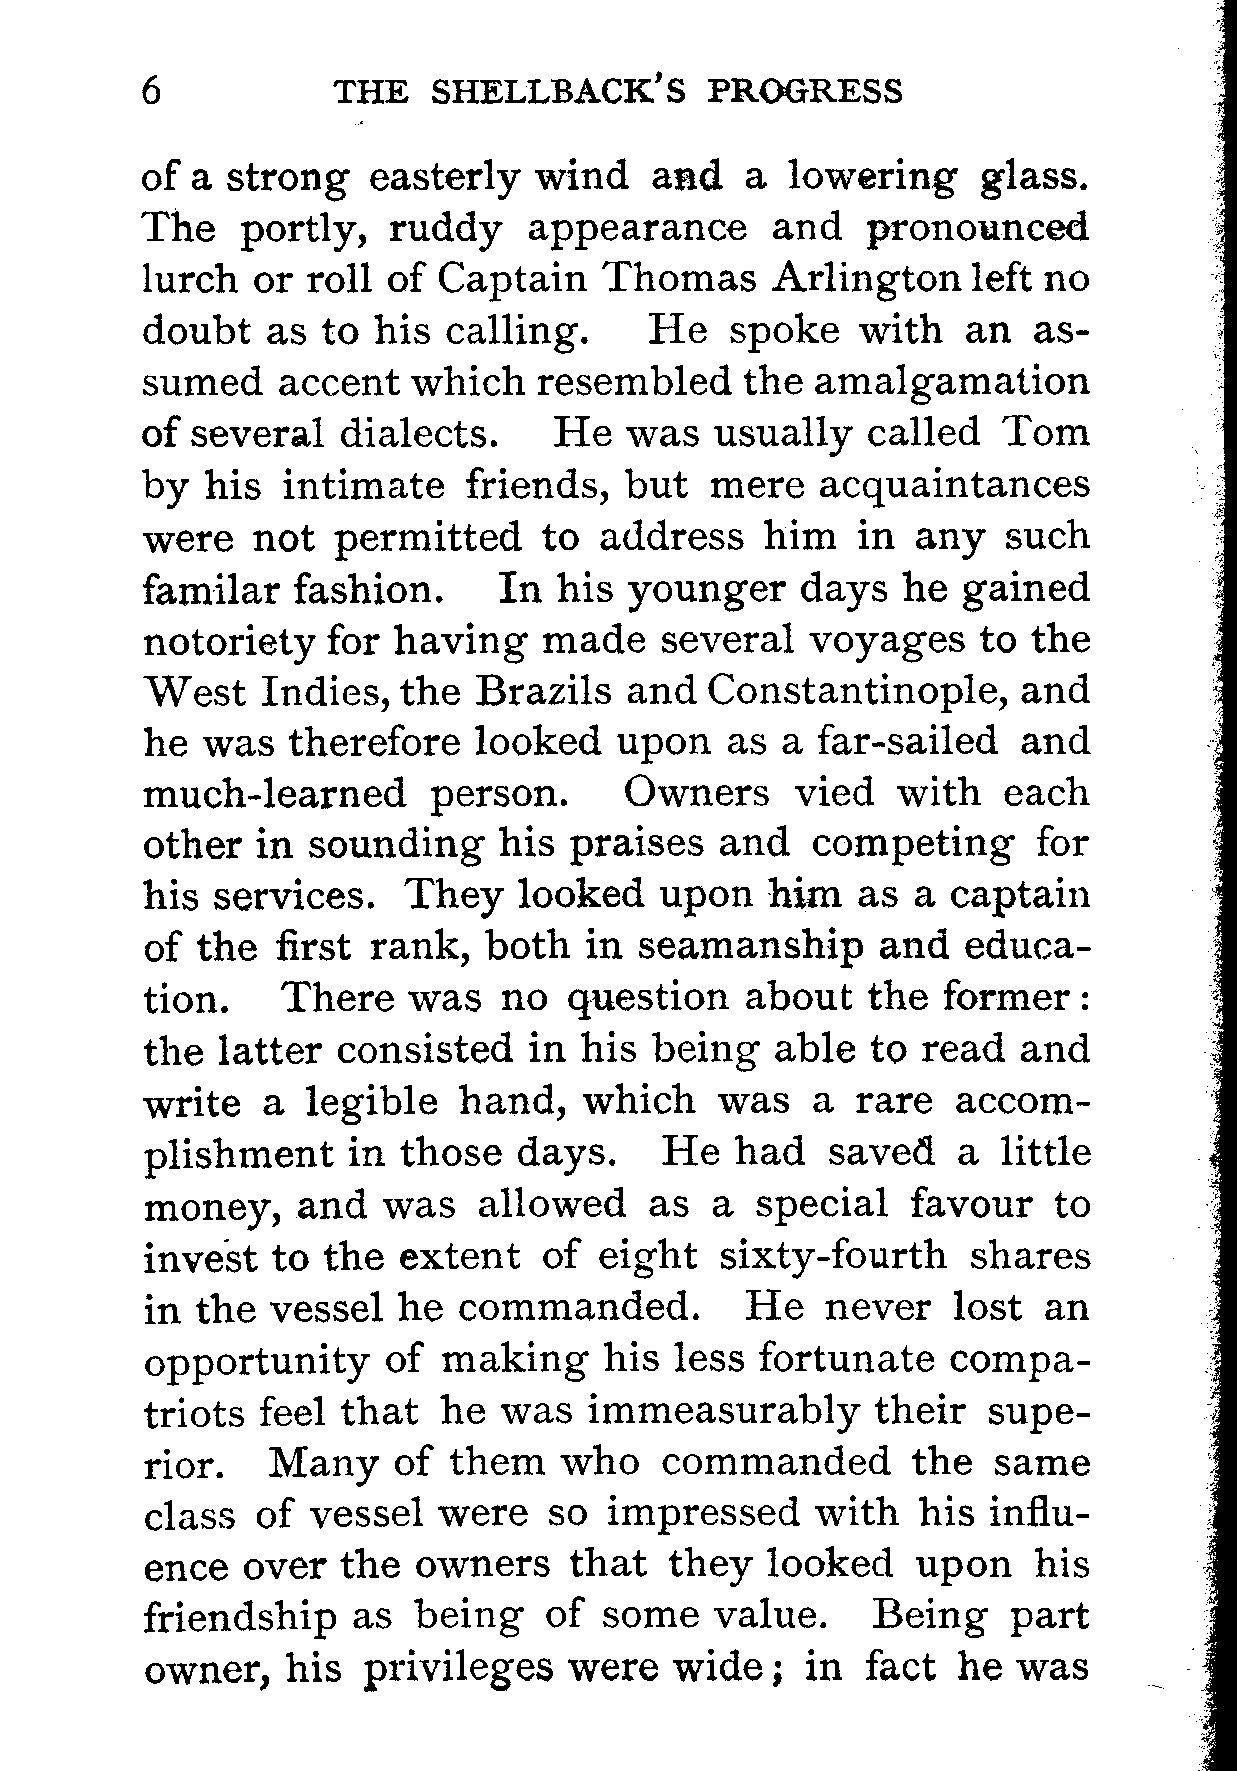 6 THE SHELLBACK'S PROGRESS
of a strong easterly wind and a lowering glass.
The portly, ruddy appearance and pronounced
lurch or roll of Captain Thomas Arlington left no
doubt as to his calling. He spoke with an as-
sumed accent which resembled the amalgamation
of several dialects. He was usually called Tom
by his intimate friends, but mere acquaintances
were not permitted to address him in any such
familar fashion. In his younger days he gained
notoriety for having made several voyages to the
West Indies, the Brazils and Constantinople, and
he was therefore looked upon as a far-sailed and
much-learned person. Owners vied with each
other in sounding his praises and competing for
his services. They looked upon him as a captain
of the first rank, both in seamanship and educa-
tion. There was no question about the former:
the latter consisted in his being able to read and
write a legible hand, which was a rare accom-
plishment in those days. He had saved a little
money, and was allowed as a special favour to
invest to the extent of eight sixty-fourth shares
in the vessel he commanded. He never lost an
opportunity of making his less fortunate compa-
triots feel that he was immeasurably their supe-
rior. Many of them who commanded the same
class of vessel were so impressed with his influ-
ence over the owners that they looked upon his
friendship as being of some value. Being part
owner, his privileges were wide; in fact he was